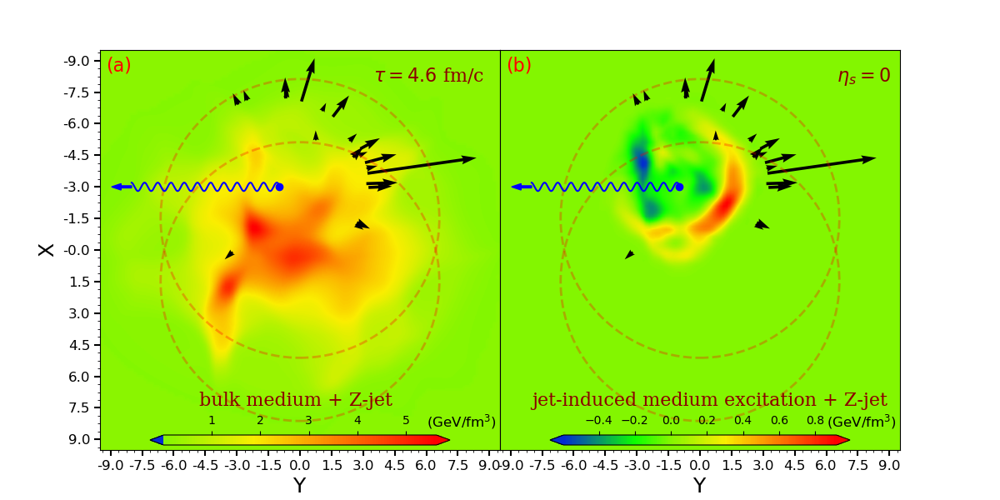 (a)
τ = 4.6 fm/c
(b)
ηs = 0
X
-9.0
-7.5
-6.0
-4.5
-3.0
-1.5
-0.0
1.5
3.0
4.5
6.0
7.5
9.0
bulk medium + Z-jet
jet-induced medium excitation + Z-jet
1 2 3 4 5 (GeV/fm³)
−0.4 −0.2 0.0 0.2 0.4 0.6 0.8 (GeV/fm³)
-9.0 -7.5 -6.0 -4.5 -3.0 -1.5 0.0 1.5 3.0 4.5 6.0 7.5 9.0
-9.0 -7.5 -6.0 -4.5 -3.0 -1.5 0.0 1.5 3.0 4.5 6.0 7.5 9.0
Y
Y